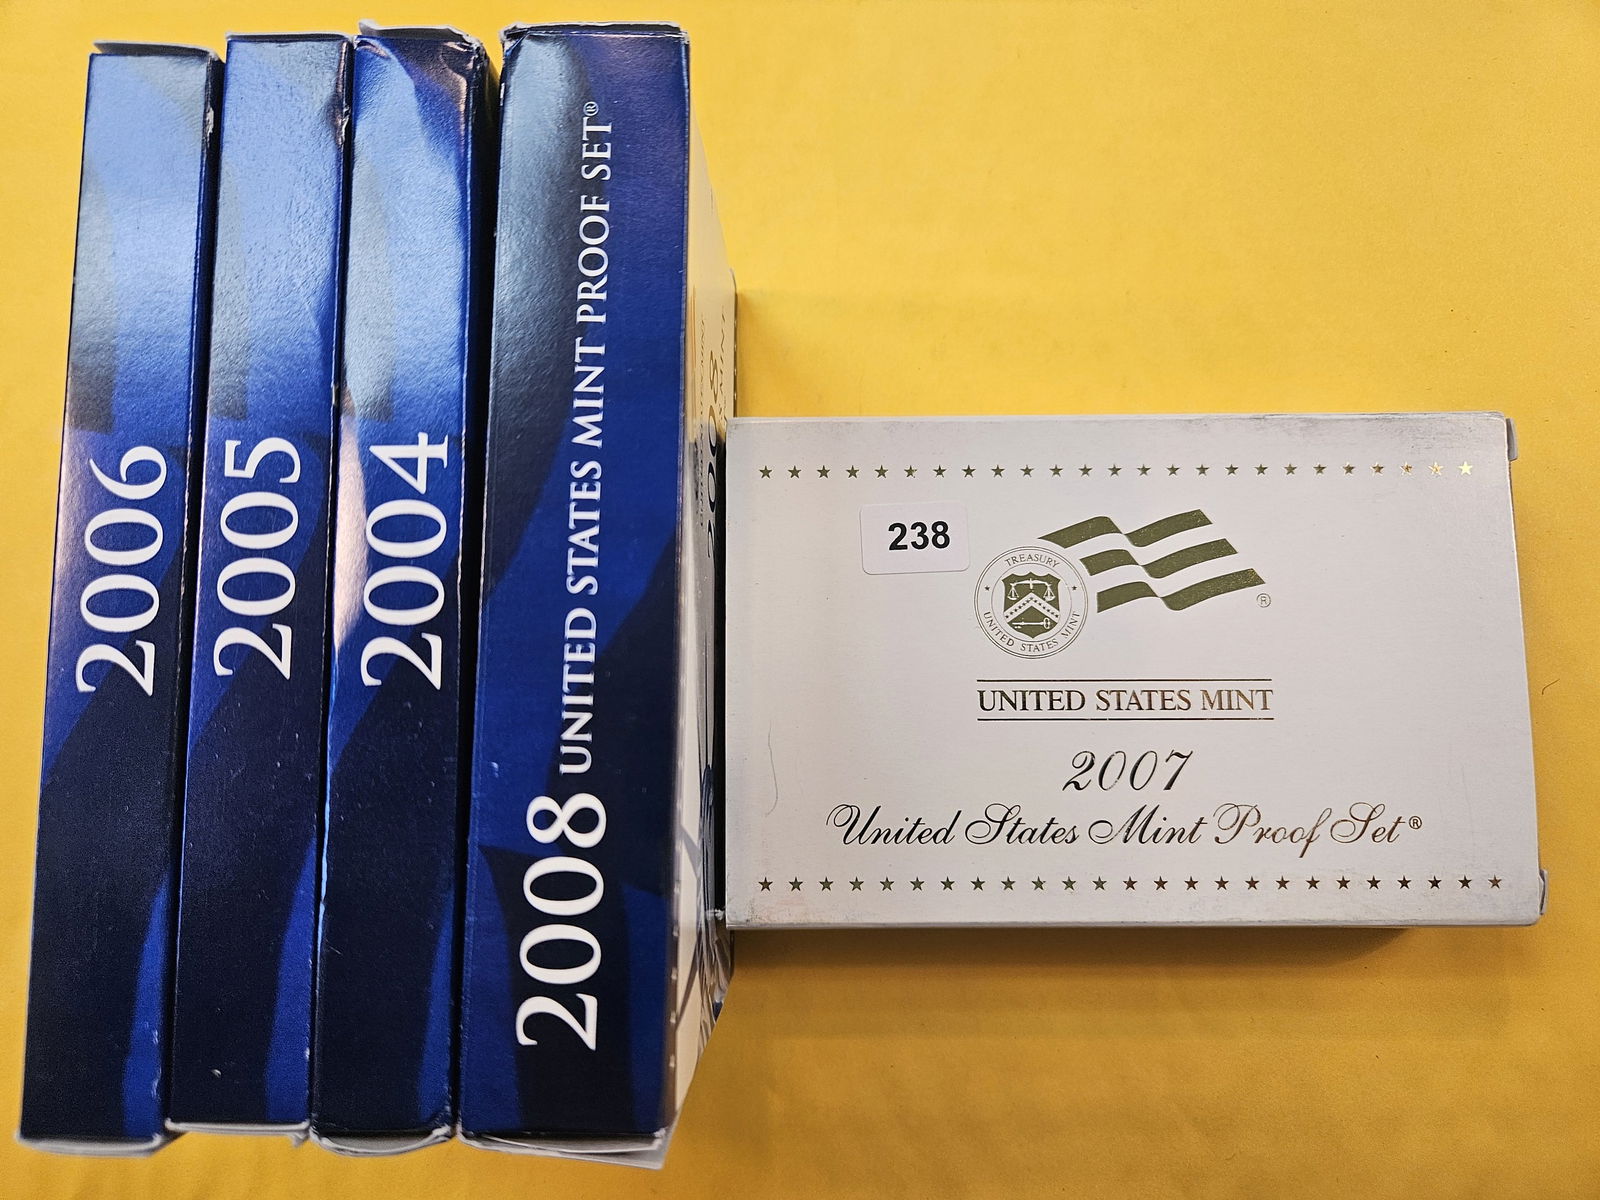 2006
2005
2004
2008 UNITED STATES MINT PROOF SET®
2008
238
TREASURY
UNITED STATES MINT
®
UNITED STATES MINT
2007
United States Mint Proof Set®